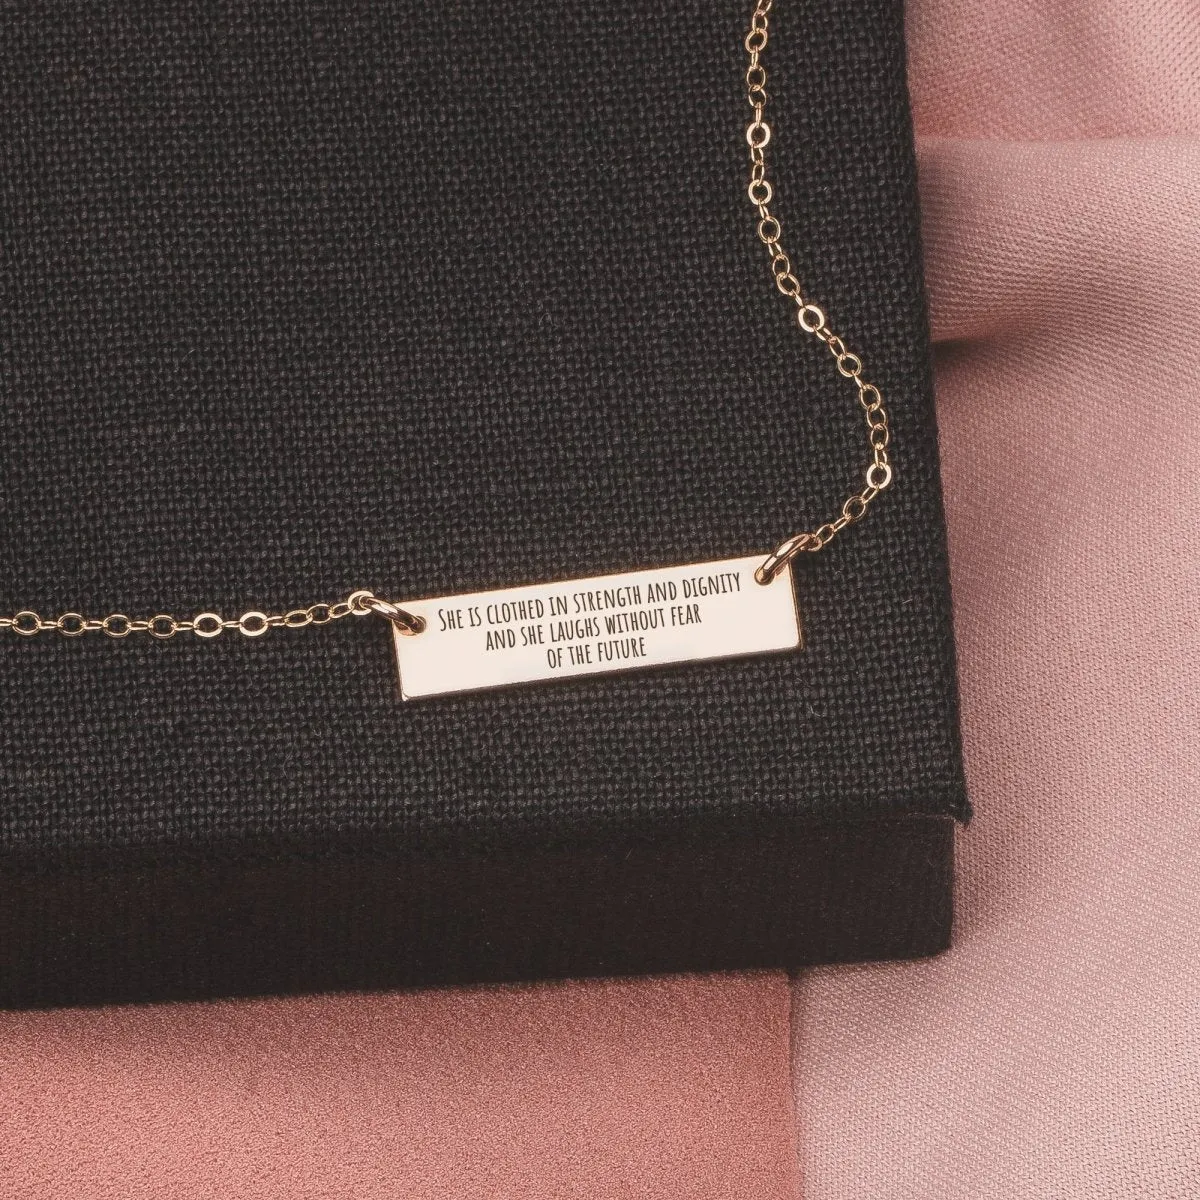 She is clothed in strength and dignity
and she laughs without fear
of the future